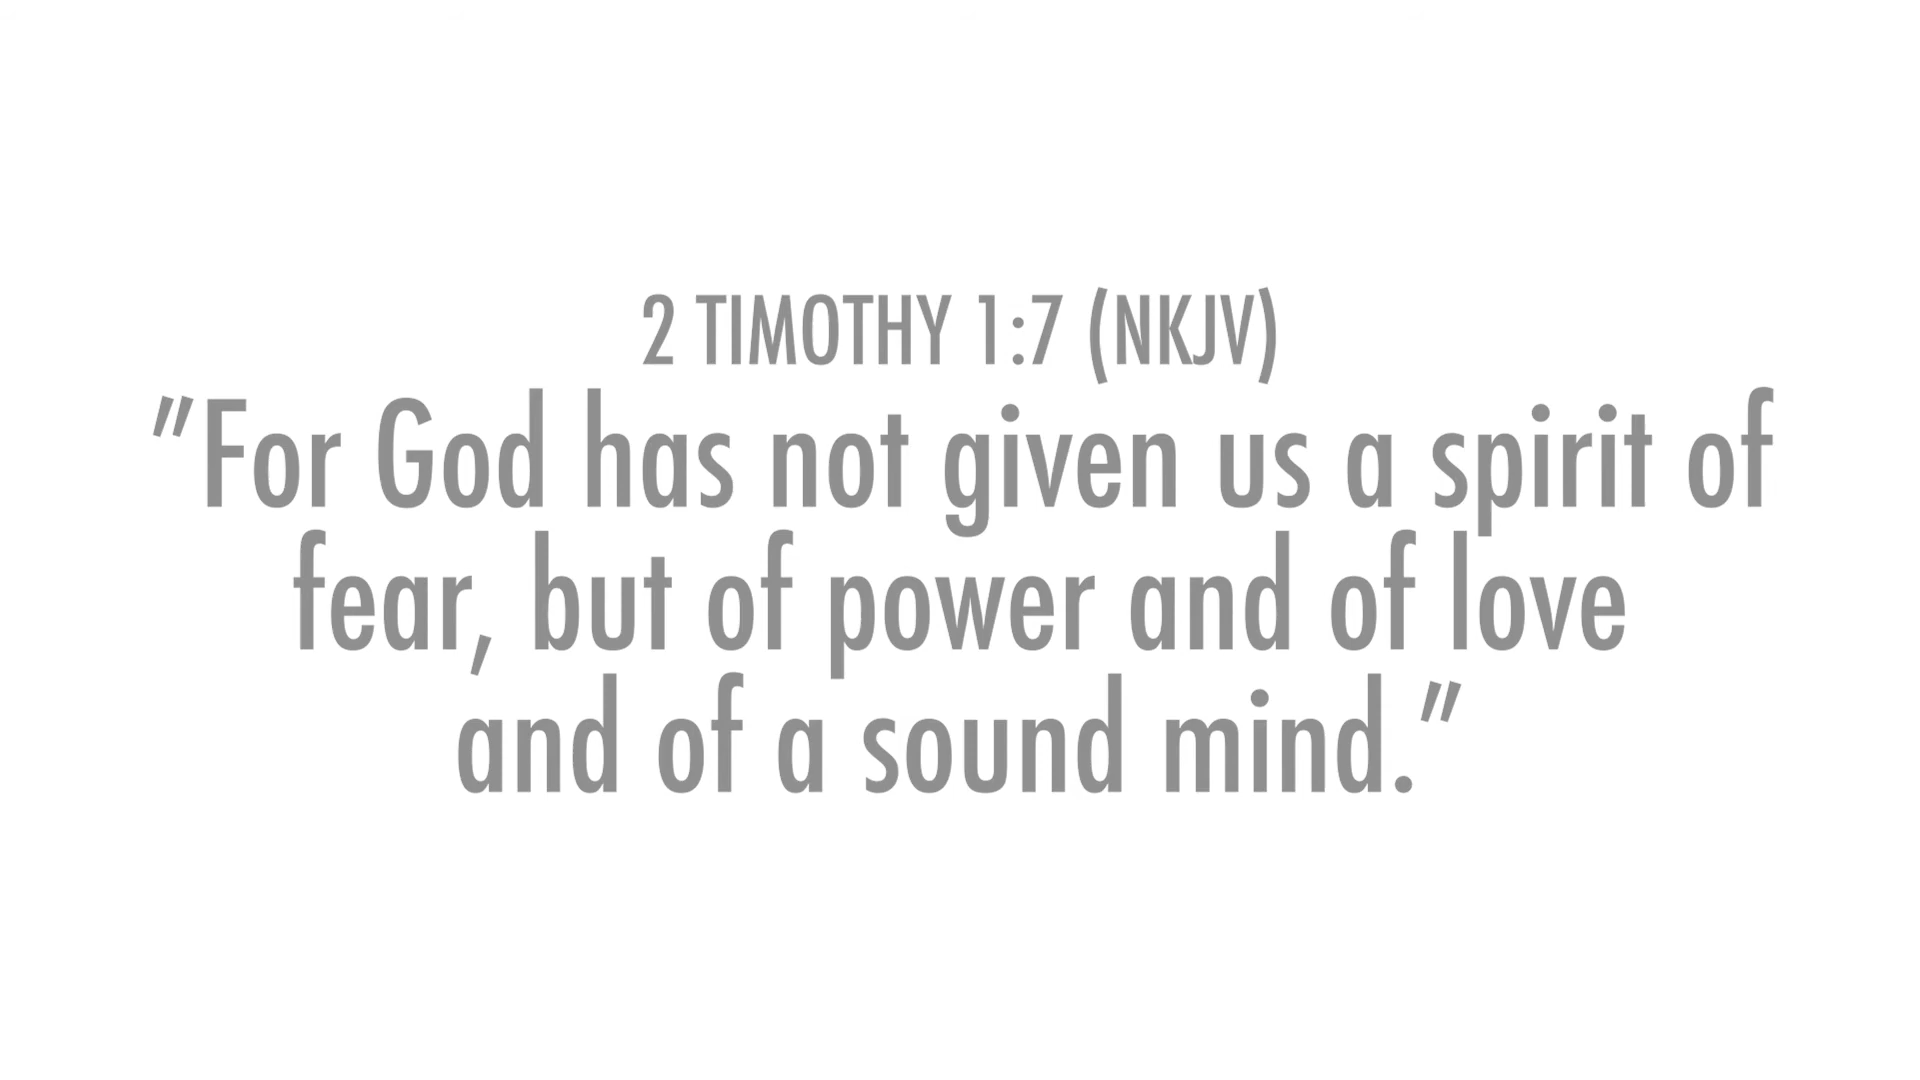 2 TIMOTHY 1:7 (NKJV)
"For God has not given us a spirit of
fear, but of power and of love
and of a sound mind."